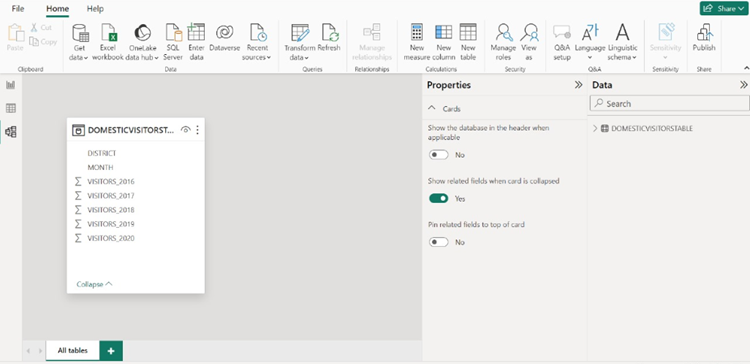 File Home Help
Share
Paste
Cut
Copy
Get data
Excel workbook
OneLake data hub
SQL Server
Enter data
Dataverse
Recent sources
Transform data
Refresh
Manage relationships
New measure
New column
New table
Manage roles
View as
Q&A setup
Language
Linguistic schema
Sensitivity
Publish
Clipboard
Data
Queries
Relationships
Calculations
Security
Q&A
Sensitivity
Share
DOMESTICVISITORST...
DISTRICT
MONTH
VISITORS_2016
VISITORS_2017
VISITORS_2018
VISITORS_2019
VISITORS_2020
Collapse
All tables
Properties
Cards
Show the database in the header when
applicable
No
Show related fields when card is collapsed
Yes
Pin related fields to top of card
No
Data
Search
DOMESTICVISITORSTABLE